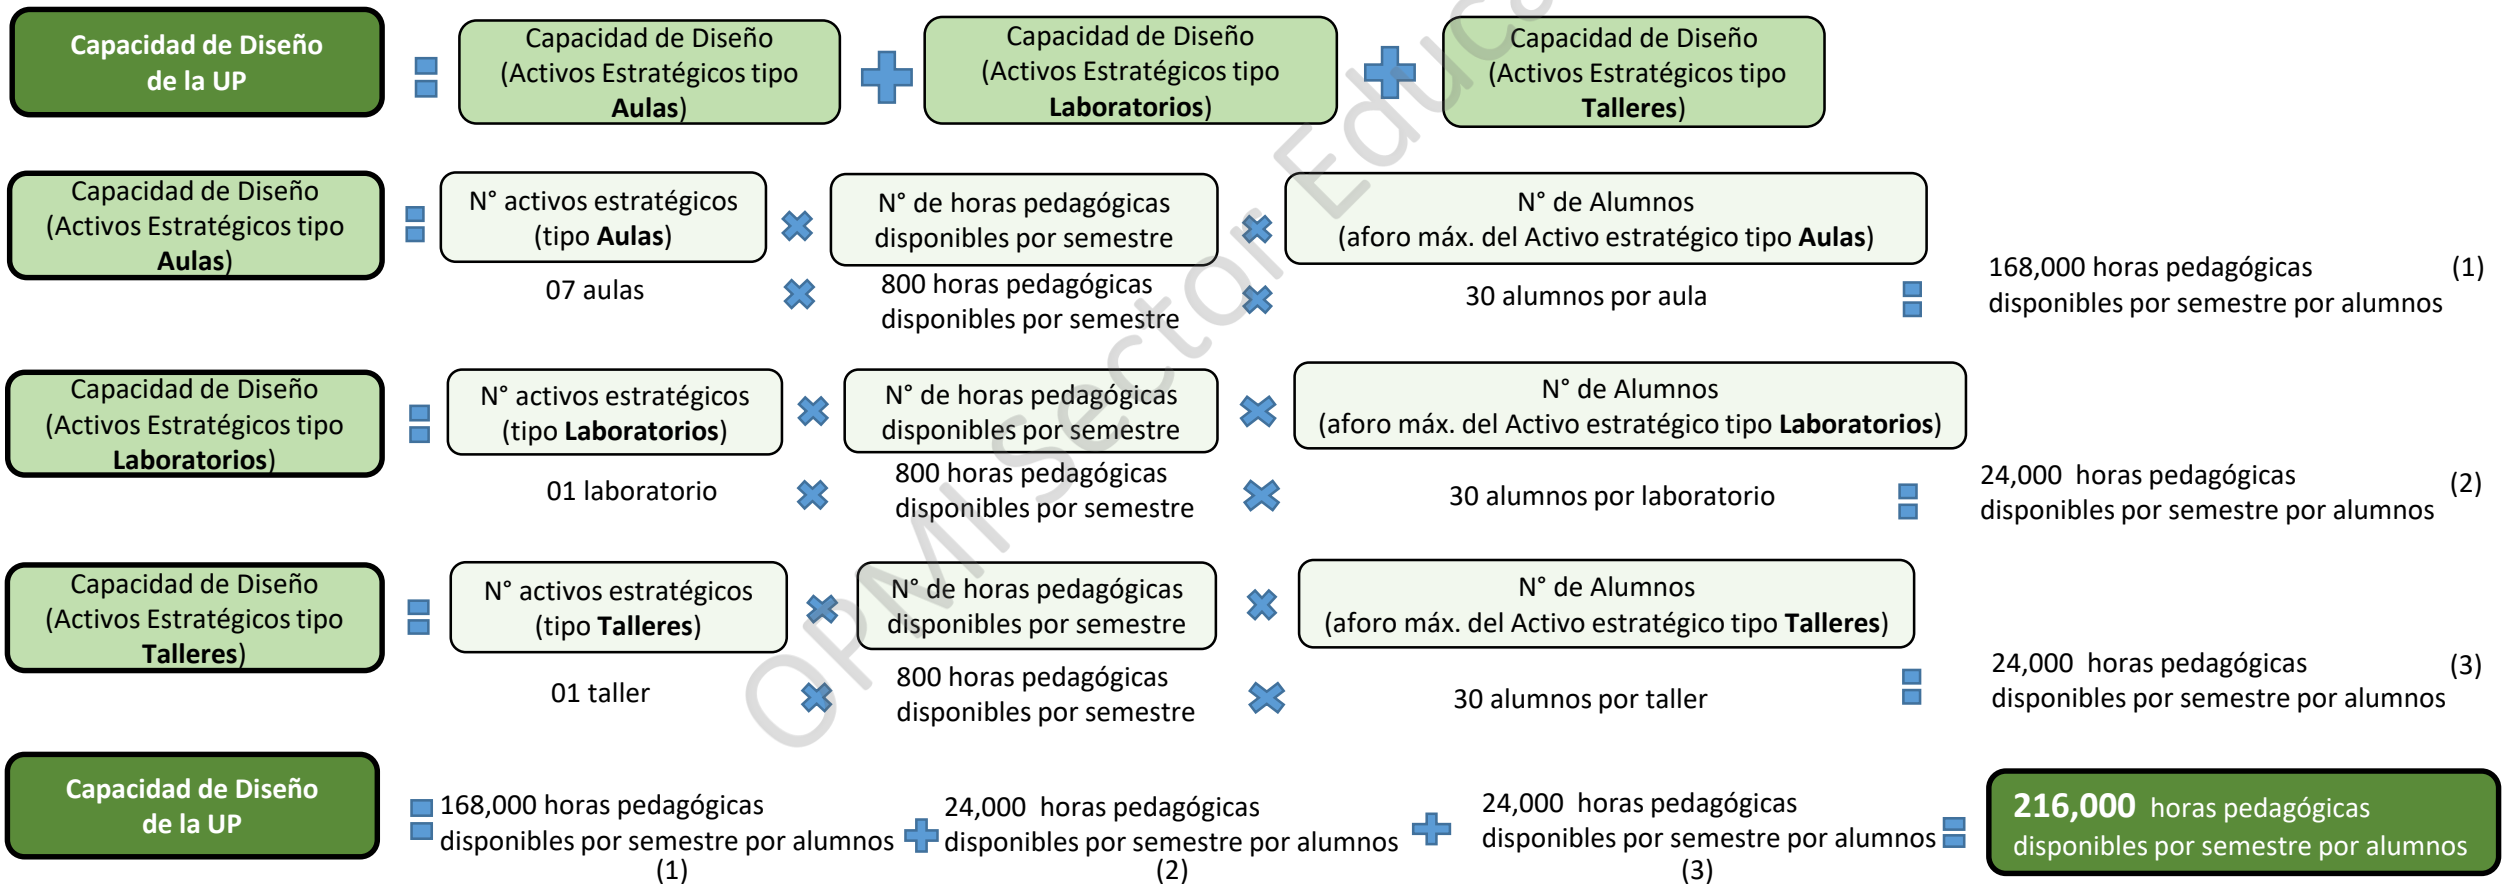 Capacidad de Diseño
de la UP
Capacidad de Diseño
(Activos Estratégicos tipo
Aulas)
Capacidad de Diseño
(Activos Estratégicos tipo
Laboratorios)
Capacidad de Diseño
(Activos Estratégicos tipo
Talleres)
Capacidad de Diseño
(Activos Estratégicos tipo
Aulas)
N° activos estratégicos
(tipo Aulas)
N° de horas pedagógicas
disponibles por semestre
N° de Alumnos
(aforo máx. del Activo estratégico tipo Aulas)
07 aulas
800 horas pedagógicas
disponibles por semestre
30 alumnos por aula
168,000 horas pedagógicas
disponibles por semestre por alumnos
(1)
Capacidad de Diseño
(Activos Estratégicos tipo
Laboratorios)
N° activos estratégicos
(tipo Laboratorios)
N° de horas pedagógicas
disponibles por semestre
N° de Alumnos
(aforo máx. del Activo estratégico tipo Laboratorios)
01 laboratorio
800 horas pedagógicas
disponibles por semestre
30 alumnos por laboratorio
24,000 horas pedagógicas
disponibles por semestre por alumnos
(2)
Capacidad de Diseño
(Activos Estratégicos tipo
Talleres)
N° activos estratégicos
(tipo Talleres)
N° de horas pedagógicas
disponibles por semestre
N° de Alumnos
(aforo máx. del Activo estratégico tipo Talleres)
01 taller
800 horas pedagógicas
disponibles por semestre
30 alumnos por taller
24,000 horas pedagógicas
disponibles por semestre por alumnos
(3)
Capacidad de Diseño
de la UP
168,000 horas pedagógicas
disponibles por semestre por alumnos
(1)
24,000 horas pedagógicas
disponibles por semestre por alumnos
(2)
24,000 horas pedagógicas
disponibles por semestre por alumnos
(3)
216,000 horas pedagógicas
disponibles por semestre por alumnos
OPMI Sector Educa